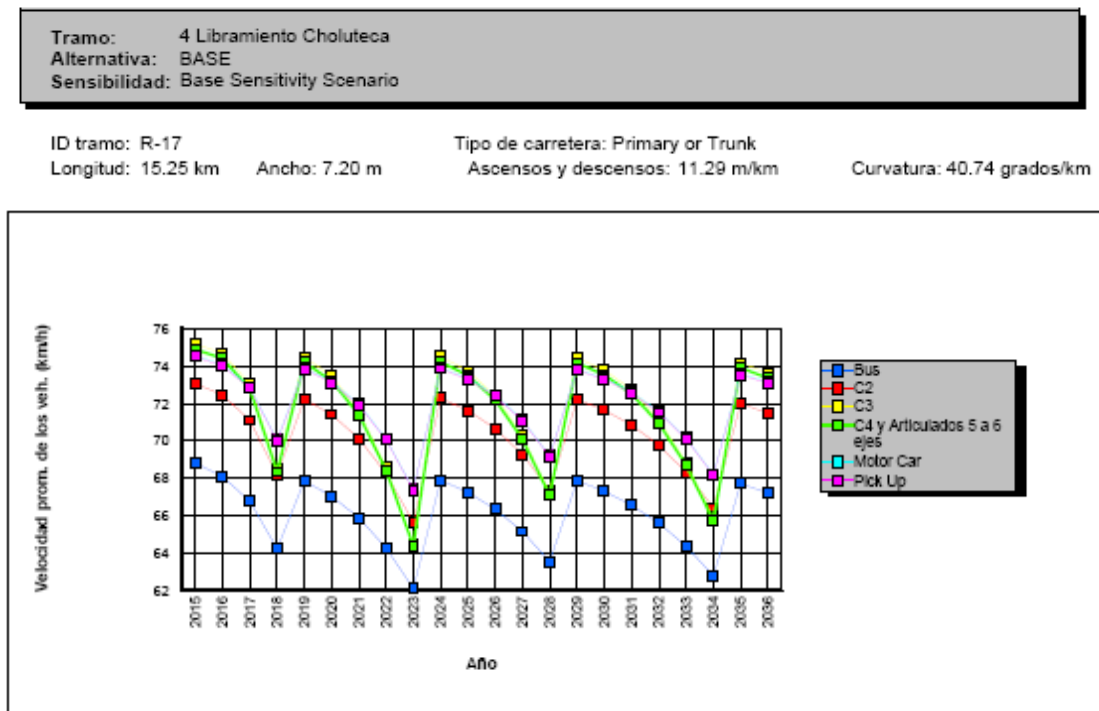 Tramo: 4 Libramiento Choluteca
Alternativa: BASE
Sensibilidad: Base Sensitivity Scenario
ID tramo: R-17 Tipo de carretera: Primary or Trunk
Longitud: 15.25 km Ancho: 7.20 m Ascensos y descensos: 11.29 m/km Curvatura: 40.74 grados/km
Velocidad prom. de los veh. (km/h)
76
74
72
70
68
66
64
62
2015 2016 2017 2018 2019 2020 2021 2022 2023 2024 2025 2026 2027 2028 2029 2030 2031 2032 2033 2034 2035 2036
Año
Bus
C2
C3
C4 y Articulados 5 a 6
ejes
Motor Car
Pick Up